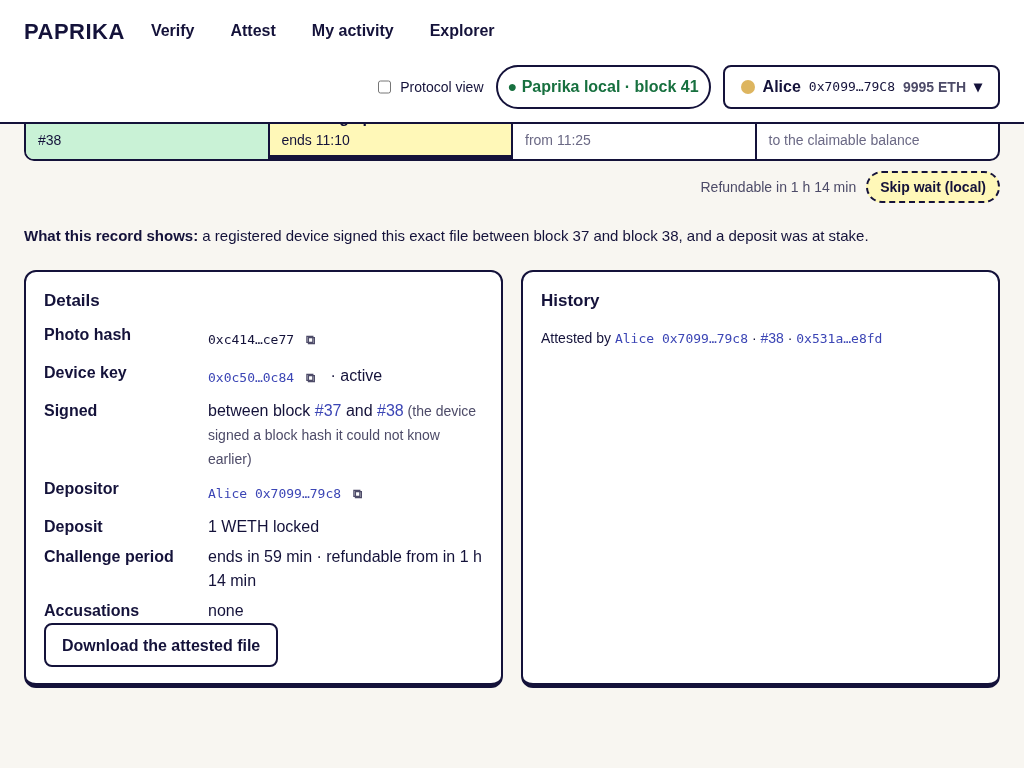 PAPRIKA Verify Attest My activity Explorer
Protocol view ● Paprika local · block 41 Alice 0x7099…79C8 9995 ETH ▼
#38 ends 11:10 from 11:25 to the claimable balance
Refundable in 1 h 14 min Skip wait (local)
What this record shows: a registered device signed this exact file between block 37 and block 38, and a deposit was at stake.
Details
Photo hash 0xc414…ce77 ⧉
Device key 0x0c50…0c84 ⧉ · active
Signed between block #37 and #38 (the device
signed a block hash it could not know
earlier)
Depositor Alice 0x7099…79c8 ⧉
Deposit 1 WETH locked
Challenge period ends in 59 min · refundable from in 1 h
14 min
Accusations none
Download the attested file
History
Attested by Alice 0x7099…79c8 · #38 · 0x531a…e8fd